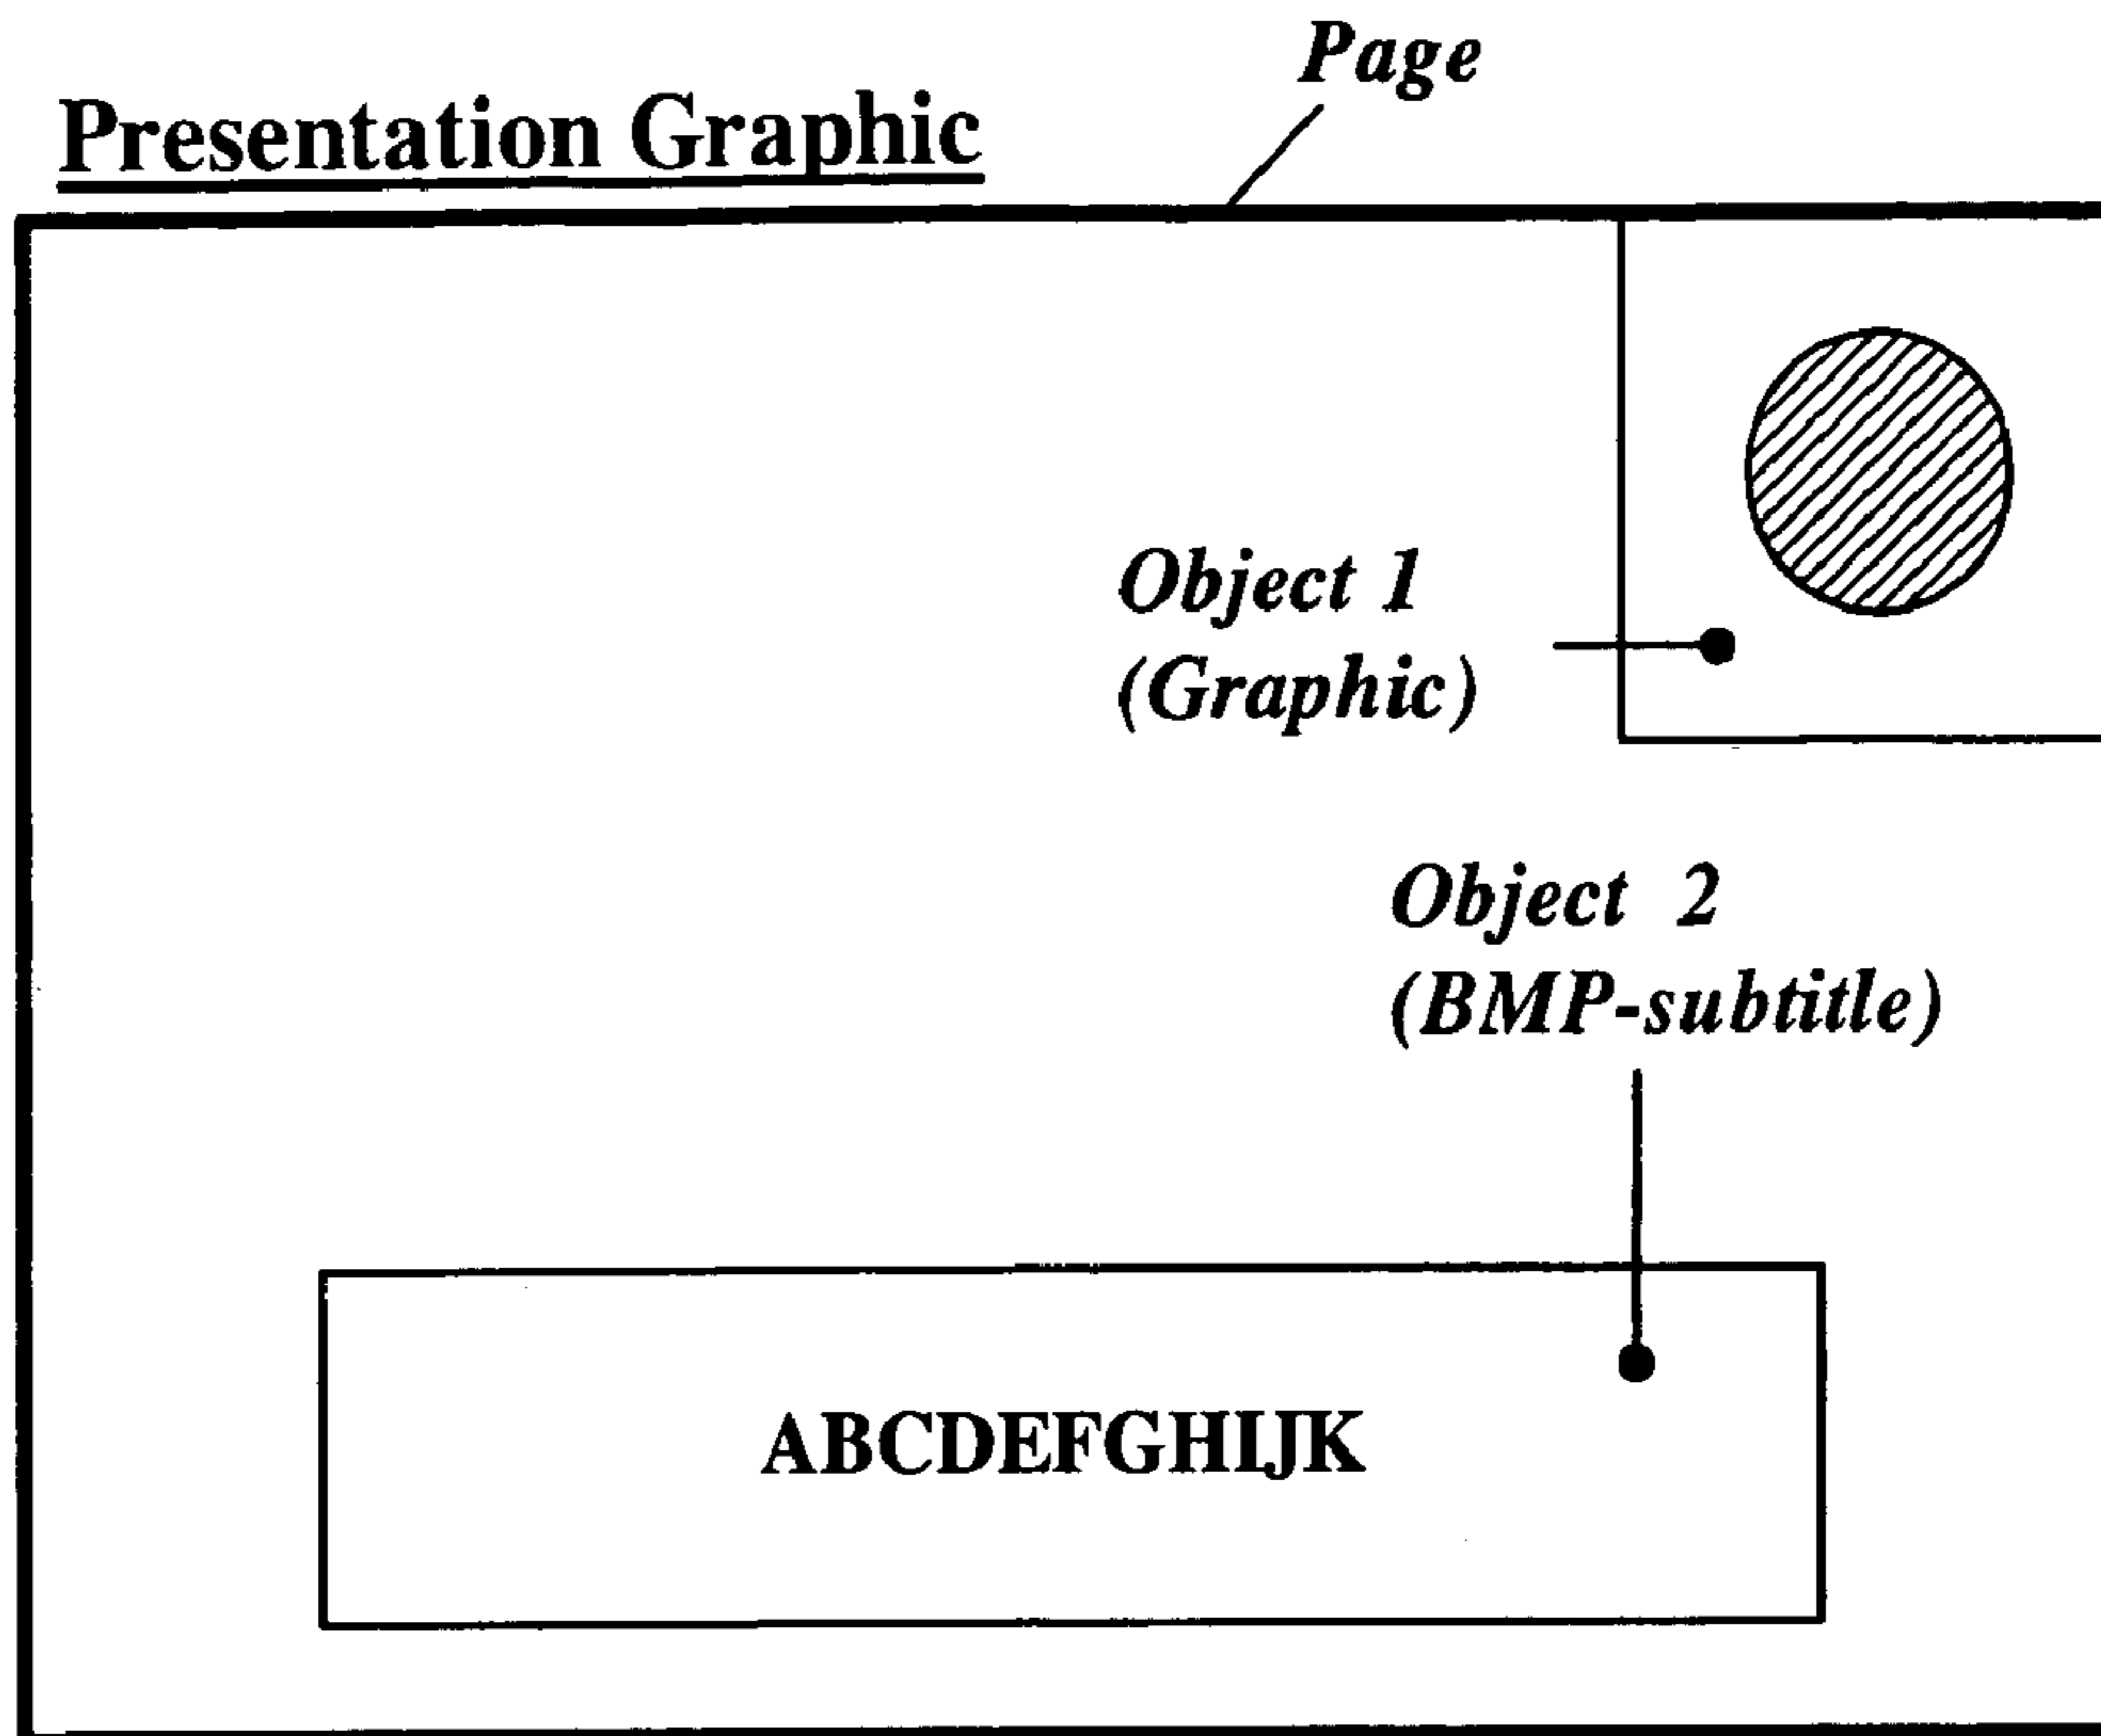 Page
Presentation Graphic
Object 1
(Graphic)
Object 2
(BMP-subtitle)
ABCDEFGHIJK